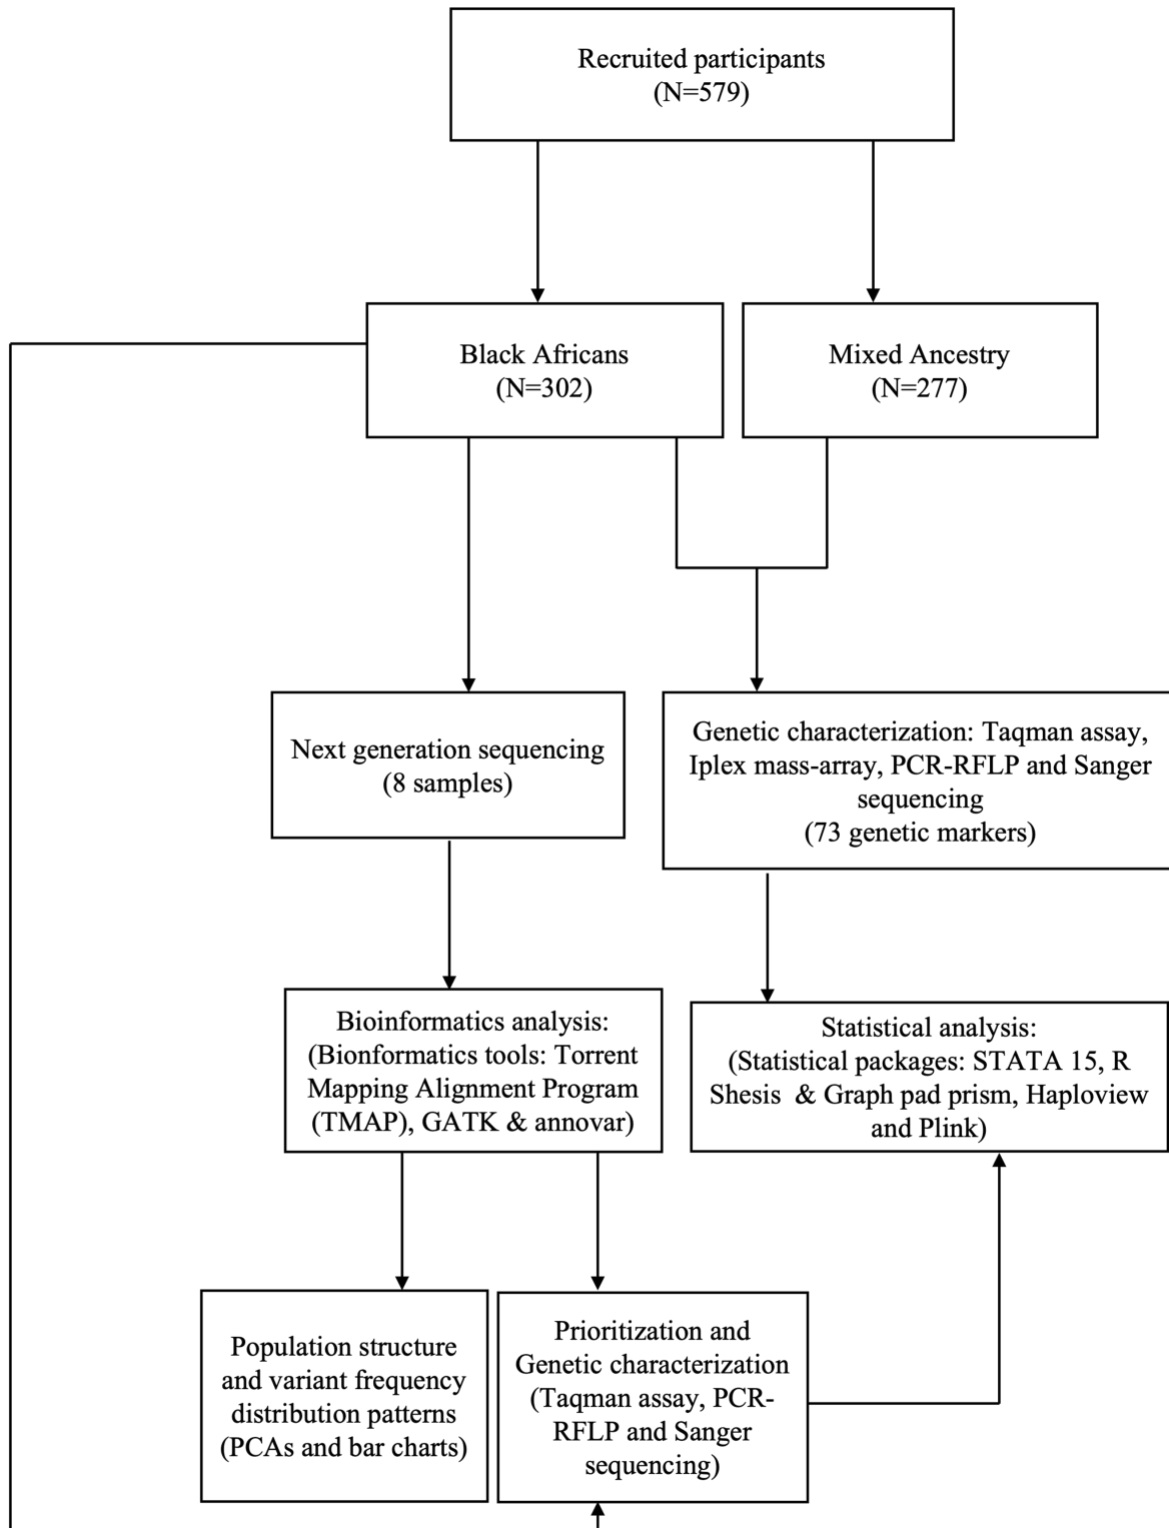 Recruited participants
(N=579)
Black Africans
(N=302)
Mixed Ancestry
(N=277)
Next generation sequencing
(8 samples)
Genetic characterization: Taqman assay,
Iplex mass-array, PCR-RFLP and Sanger
sequencing
(73 genetic markers)
Bioinformatics analysis:
(Bionformatics tools: Torrent
Mapping Alignment Program
(TMAP), GATK & annovar)
Statistical analysis:
(Statistical packages: STATA 15, R
Shesis & Graph pad prism, Haploview
and Plink)
Population structure
and variant frequency
distribution patterns
(PCAs and bar charts)
Prioritization and
Genetic characterization
(Taqman assay, PCR-
RFLP and Sanger
sequencing)